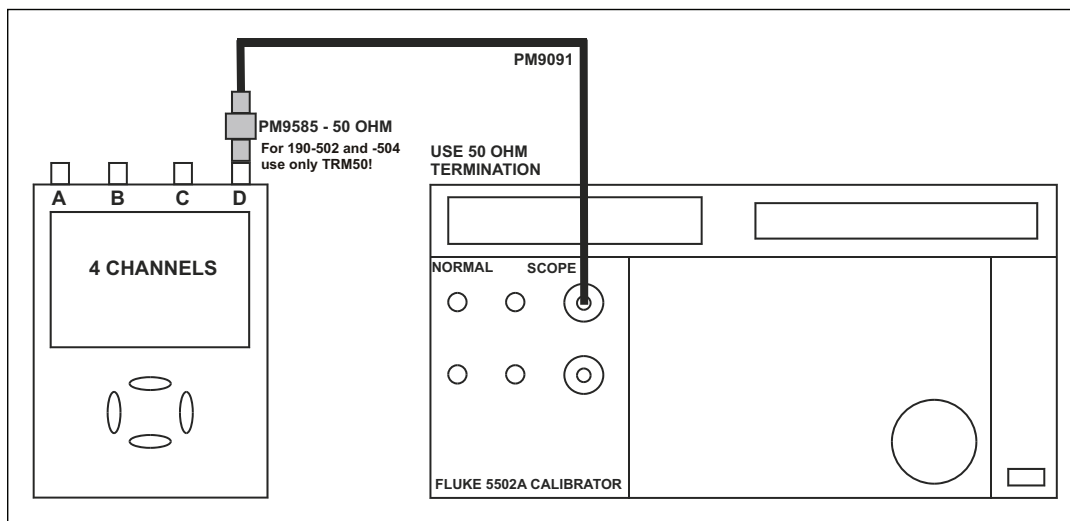 PM9091
PM9585 - 50 OHM
For 190-502 and -504
use only TRM50!
USE 50 OHM
TERMINATION
A B C D
4 CHANNELS
NORMAL SCOPE
FLUKE 5502A CALIBRATOR